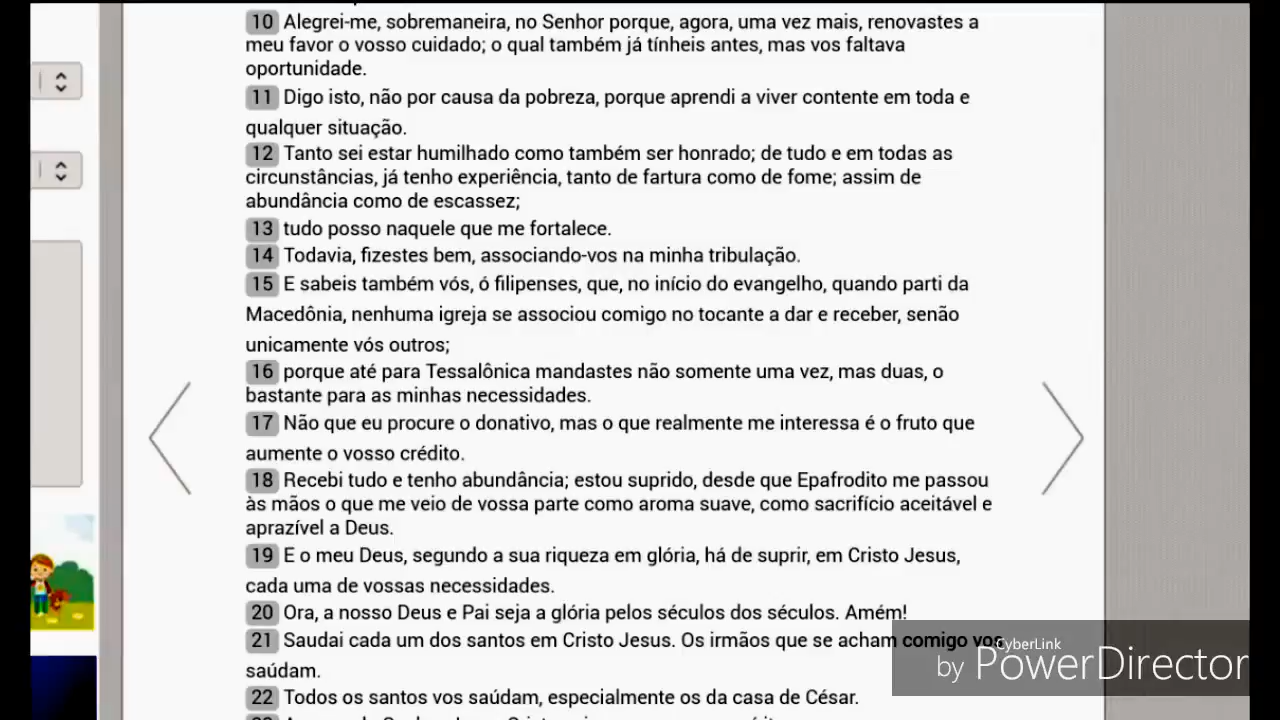 10 Alegrei-me, sobremaneira, no Senhor porque, agora, uma vez mais, renovastes a
meu favor o vosso cuidado; o qual também já tínheis antes, mas vos faltava
oportunidade.
11 Digo isto, não por causa da pobreza, porque aprendi a viver contente em toda e
qualquer situação.
12 Tanto sei estar humilhado como também ser honrado; de tudo e em todas as
circunstâncias, já tenho experiência, tanto de fartura como de fome; assim de
abundância como de escassez;
13 tudo posso naquele que me fortalece.
14 Todavia, fizestes bem, associando-vos na minha tribulação.
15 E sabeis também vós, ó filipenses, que, no início do evangelho, quando parti da
Macedônia, nenhuma igreja se associou comigo no tocante a dar e receber, senão
unicamente vós outros;
16 porque até para Tessalônica mandastes não somente uma vez, mas duas, o
bastante para as minhas necessidades.
17 Não que eu procure o donativo, mas o que realmente me interessa é o fruto que
aumente o vosso crédito.
18 Recebi tudo e tenho abundância; estou suprido, desde que Epafrodito me passou
às mãos o que me veio de vossa parte como aroma suave, como sacrifício aceitável e
aprazível a Deus.
19 E o meu Deus, segundo a sua riqueza em glória, há de suprir, em Cristo Jesus,
cada uma de vossas necessidades.
20 Ora, a nosso Deus e Pai seja a glória pelos séculos dos séculos. Amém!
21 Saudai cada um dos santos em Cristo Jesus. Os irmãos que se acham comigo vos
saúdam.
22 Todos os santos vos saúdam, especialmente os da casa de César.
CyberLink
by PowerDirector